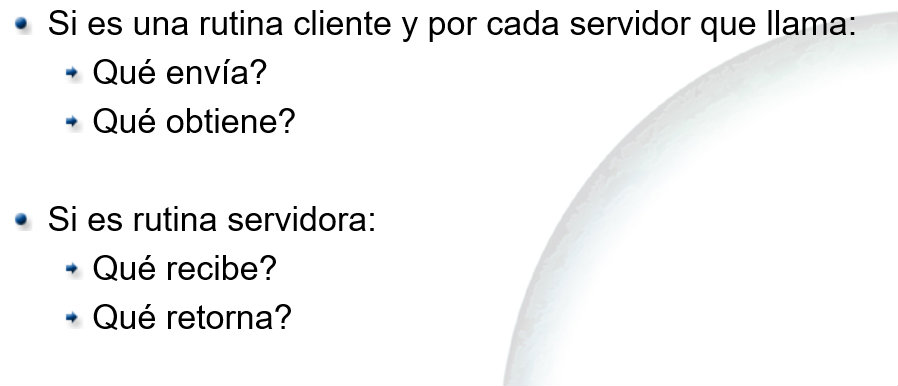 Si es una rutina cliente y por cada servidor que llama:
Qué envía?
Qué obtiene?
Si es rutina servidora:
Qué recibe?
Qué retorna?